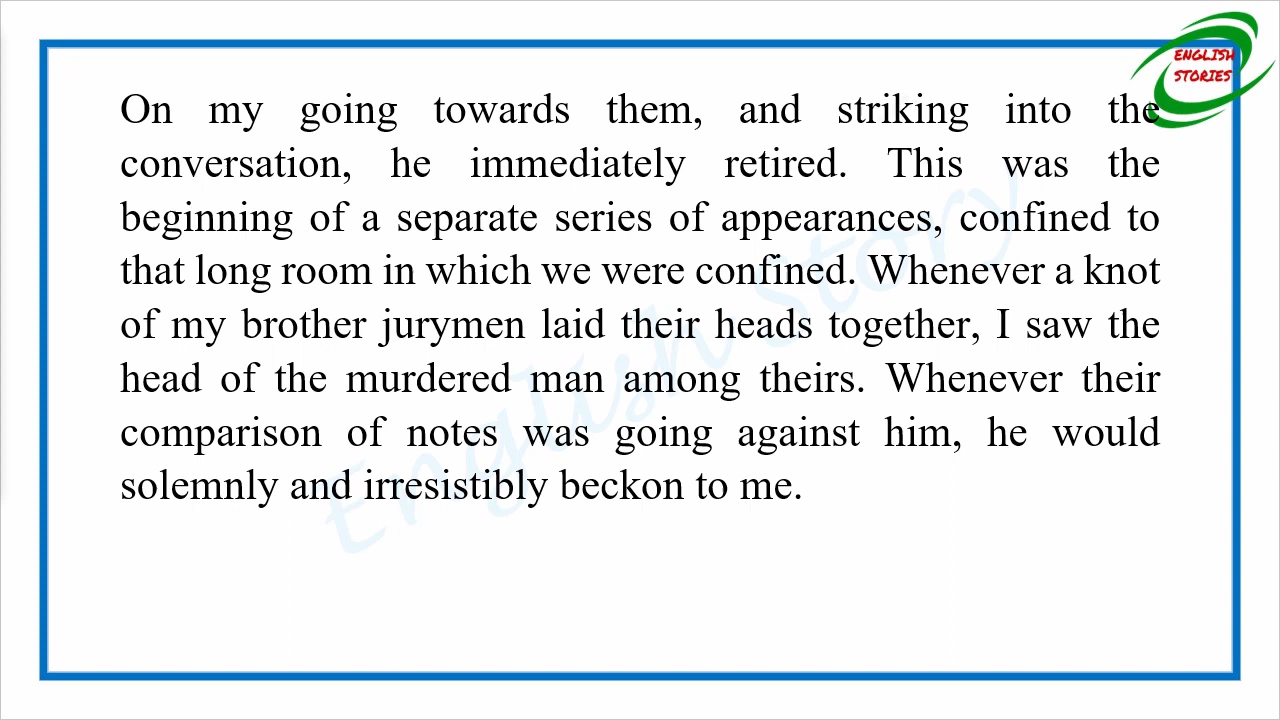 ENGLISH
STORIES
On my going towards them, and striking into the
conversation, he immediately retired. This was the
beginning of a separate series of appearances, confined to
that long room in which we were confined. Whenever a knot
of my brother jurymen laid their heads together, I saw the
head of the murdered man among theirs. Whenever their
comparison of notes was going against him, he would
solemnly and irresistibly beckon to me.
English Story